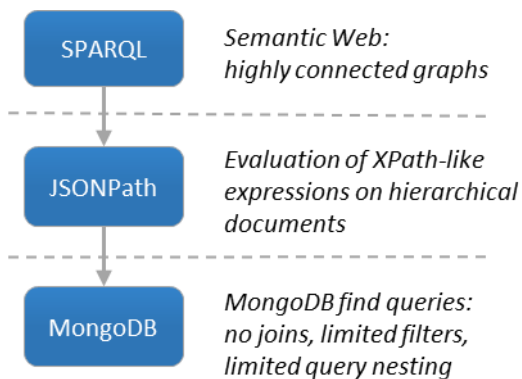 SPARQL
Semantic Web:
highly connected graphs
JSONPath
Evaluation of XPath-like
expressions on hierarchical
documents
MongoDB
MongoDB find queries:
no joins, limited filters,
limited query nesting